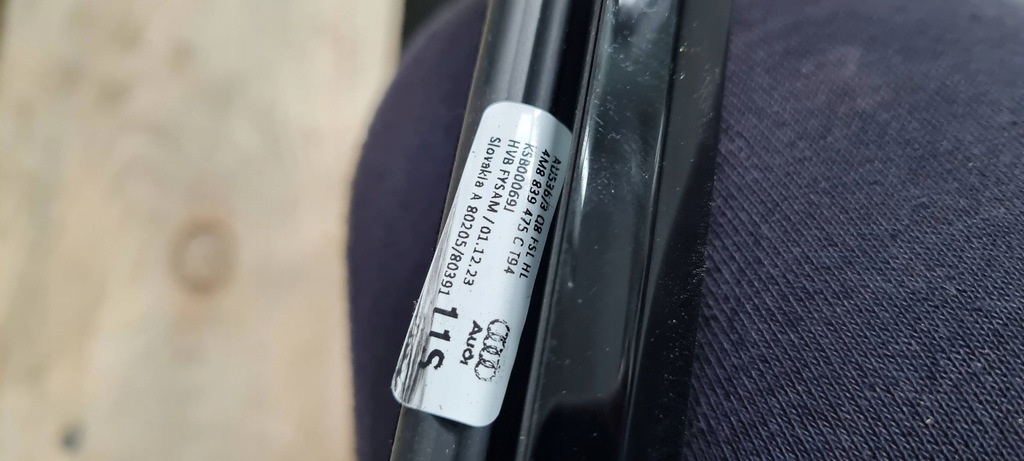 AU536/3 Q8 FSL HL
4M8 839 475 C T94
KSB00069J
HVB FYSAM /01.12.23
Slovakia A 80205/80391
11S
Audi